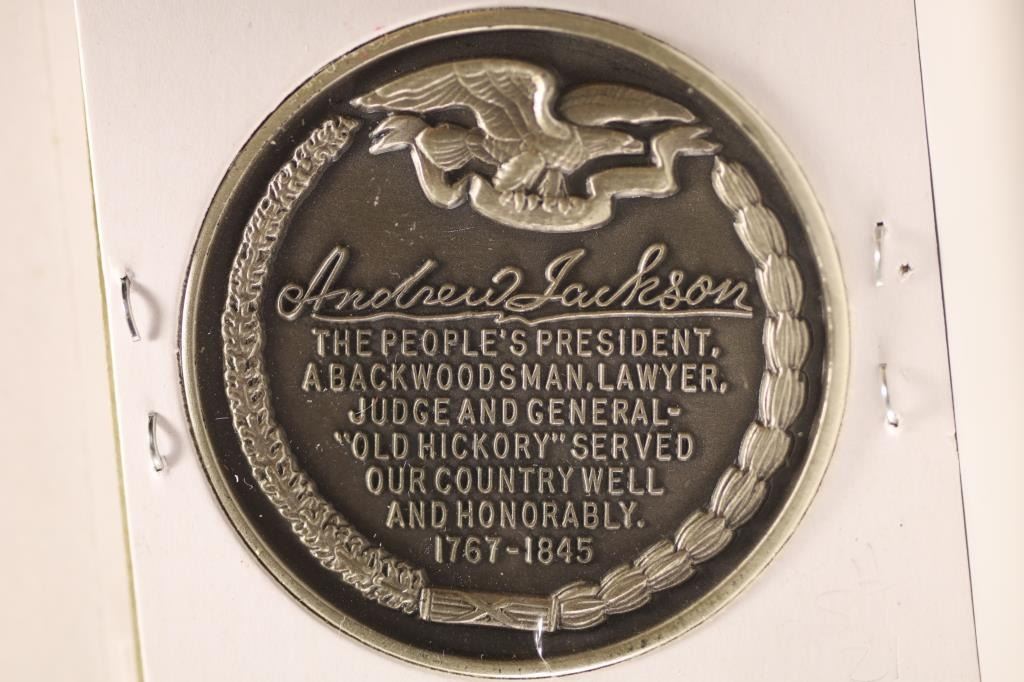 Andrew Jackson
THE PEOPLE'S PRESIDENT,
A BACKWOODSMAN, LAWYER,
JUDGE AND GENERAL-
"OLD HICKORY" SERVED
OUR COUNTRY WELL
AND HONORABLY.
1767-1845